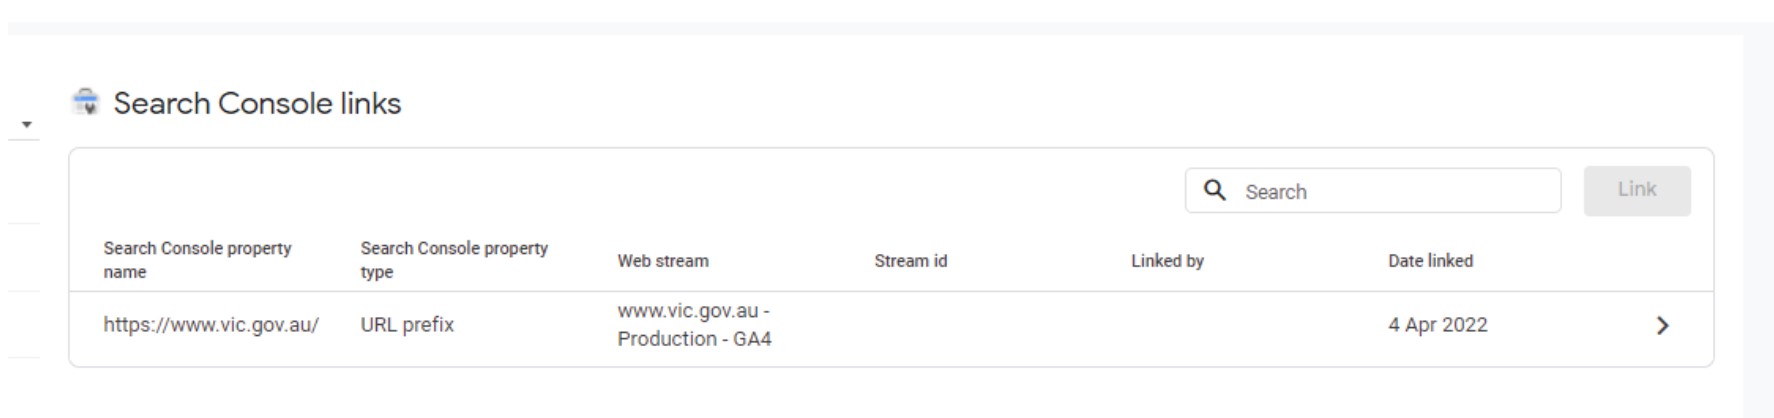 Search Console links
Search
Link
Search Console property
name
Search Console property
type
Web stream
Stream id
Linked by
Date linked
https://www.vic.gov.au/
URL prefix
www.vic.gov.au -
Production - GA4
4 Apr 2022